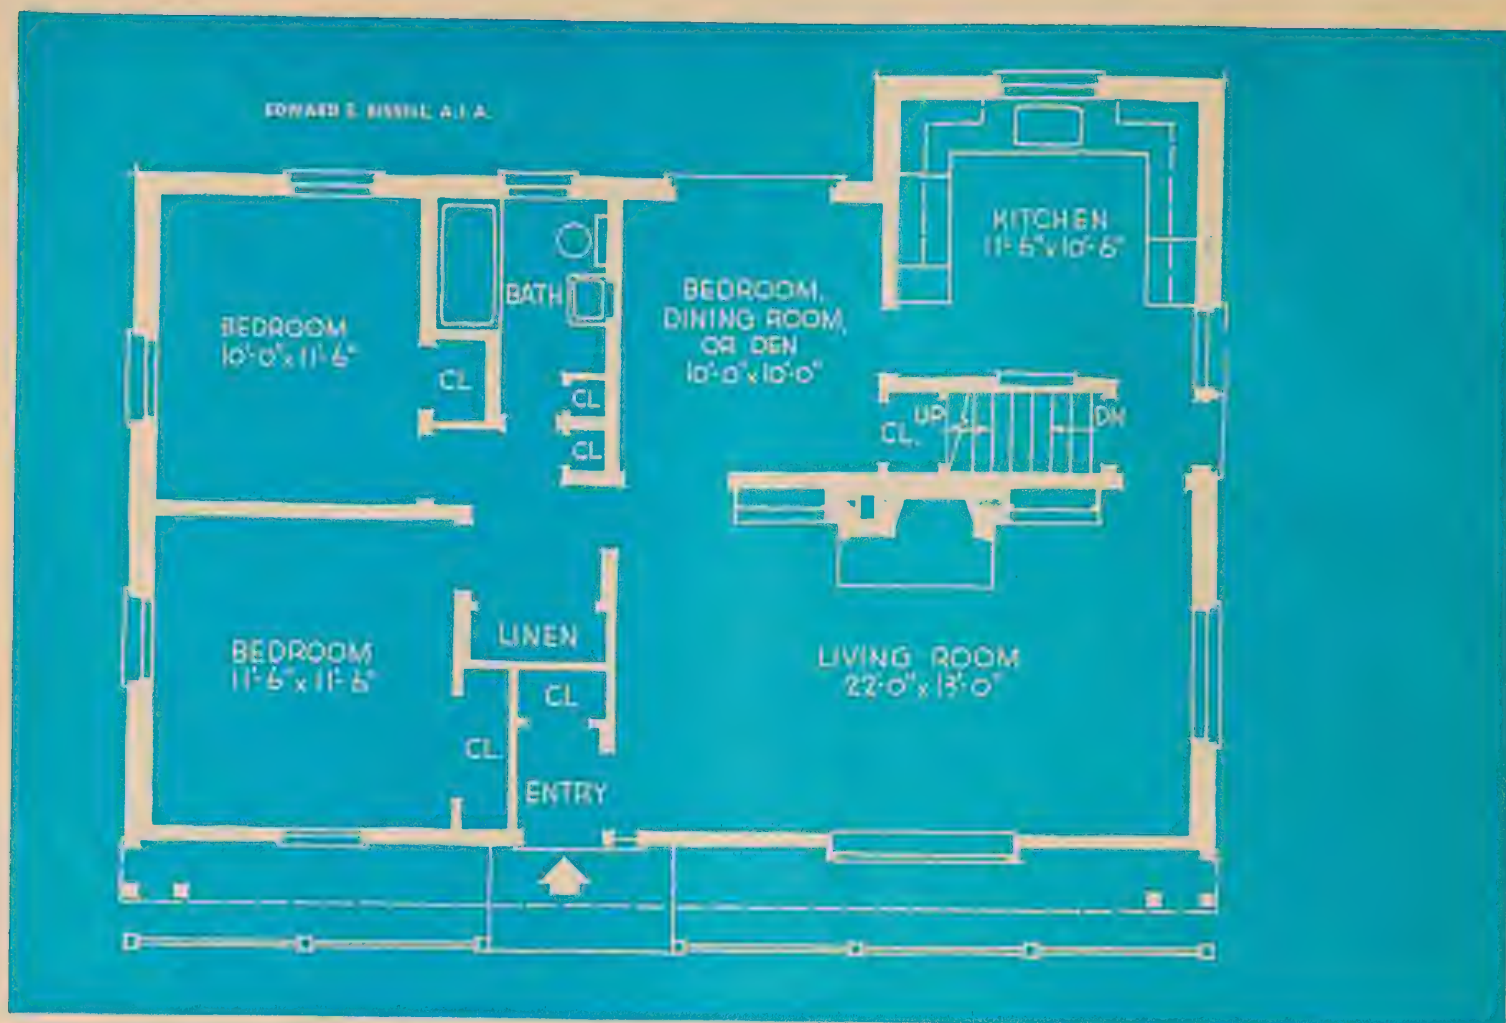 EDWARD E. BISSELL, A.I.A.
KITCHEN
11'-6" x 10'-6"
BEDROOM
10'-0" x 11'-6"
BATH
BEDROOM,
DINING ROOM,
OR DEN
10'-0" x 10'-0"
CL
CL
CL
CL.
UP
DN
BEDROOM
11'-6" x 11'-6"
LINEN
CL
CL
ENTRY
LIVING ROOM
22'-0" x 13'-0"